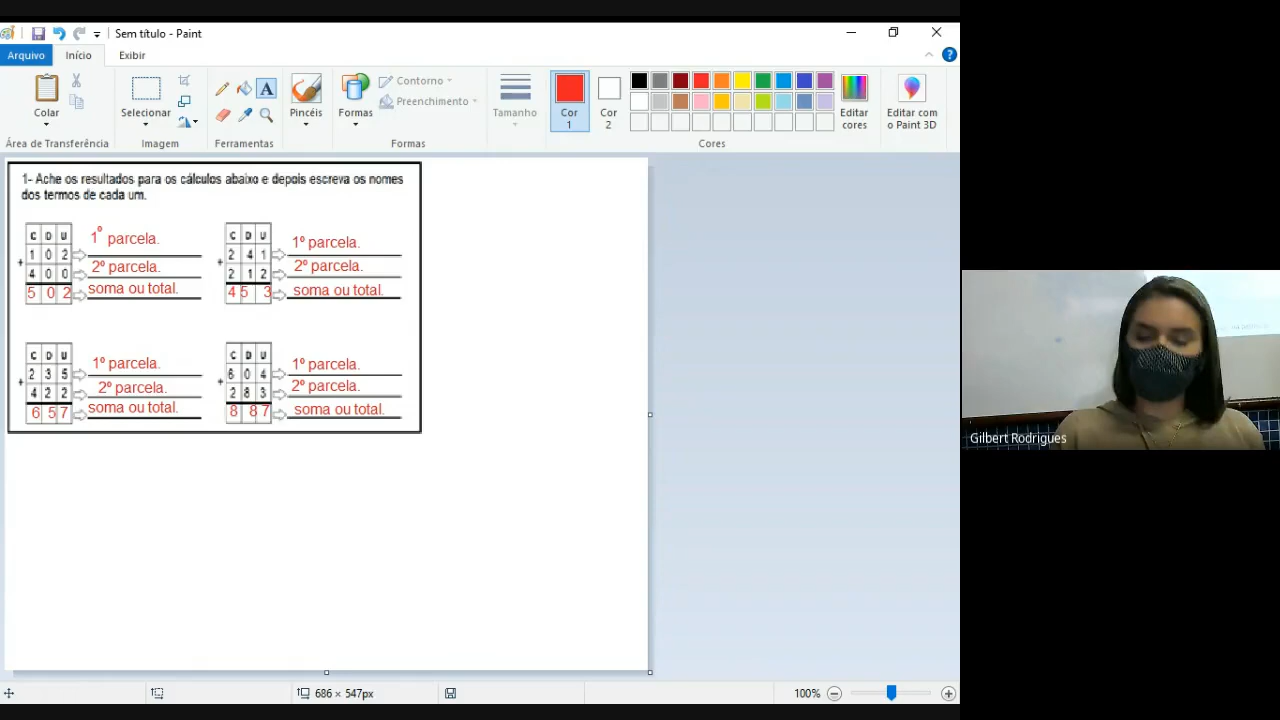 Sem título - Paint
Arquivo Início Exibir
Colar
Selecionar
Pincéis
Formas
Contorno
Preenchimento
Tamanho
Cor 1
Cor 2
Editar cores
Editar com o Paint 3D
Área de Transferência Imagem Ferramentas Formas Cores
1- Ache os resultados para os cálculos abaixo e depois escreva os nomes
dos termos de cada um.
C D U
1 0 2 1º parcela.
+ 4 0 0 2º parcela.
5 0 2 soma ou total.
C D U
2 4 1 1º parcela.
+ 2 1 2 2º parcela.
4 5 3 soma ou total.
C D U
2 3 5 1º parcela.
+ 4 2 2 2º parcela.
6 5 7 soma ou total.
C D U
6 0 4 1º parcela.
+ 2 8 3 2º parcela.
8 8 7 soma ou total.
Gilbert Rodrigues
686 × 547px
100%